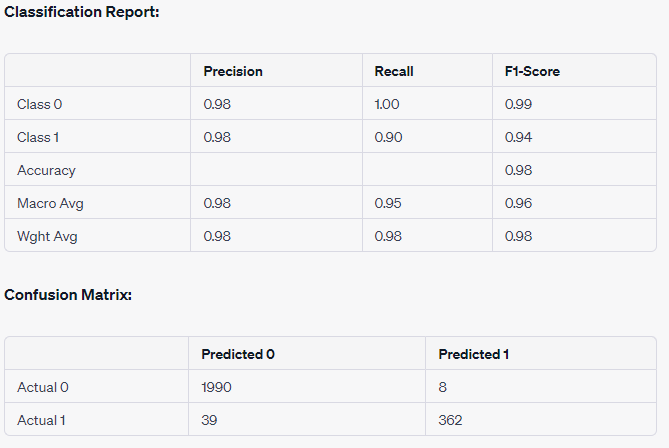 Classification Report:
Precision Recall F1-Score
Class 0 0.98 1.00 0.99
Class 1 0.98 0.90 0.94
Accuracy 0.98
Macro Avg 0.98 0.95 0.96
Wght Avg 0.98 0.98 0.98
Confusion Matrix:
Predicted 0 Predicted 1
Actual 0 1990 8
Actual 1 39 362